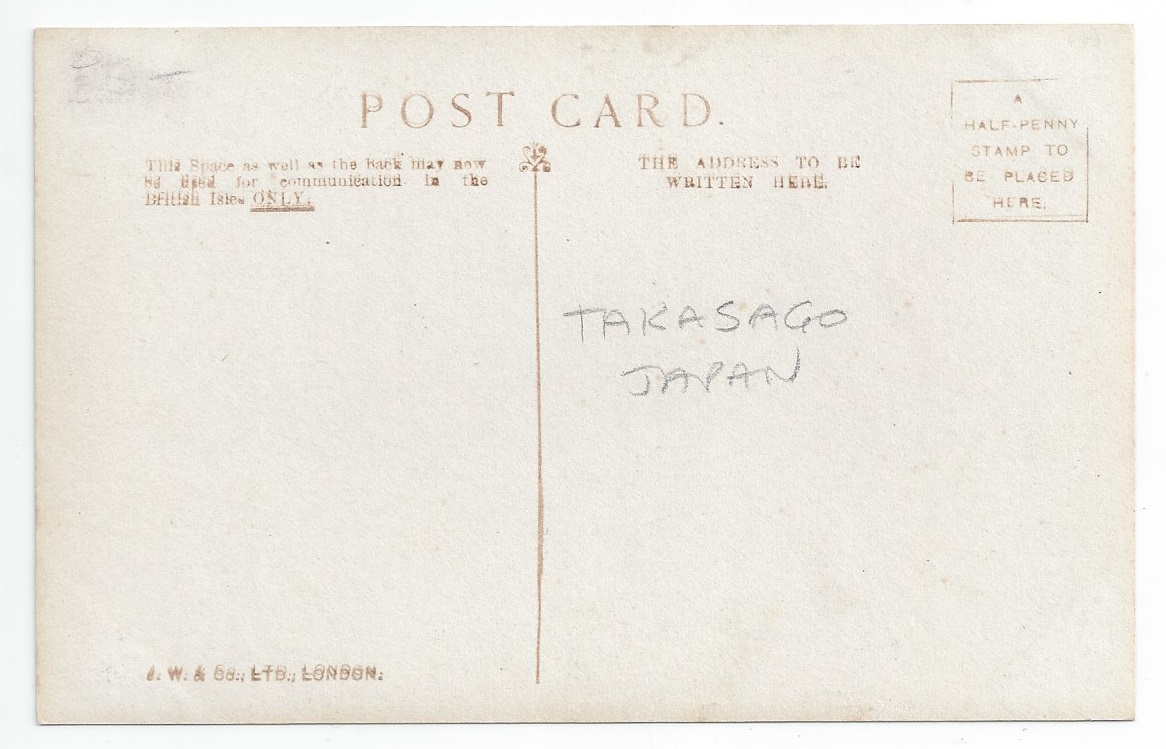 POST CARD.
This Space as well as the back may now
be used for communication in the
British Isles ONLY.
THE ADDRESS TO BE
WRITTEN HERE.
A
HALF-PENNY
STAMP TO
BE PLACED
HERE.
TAKASAGO
JAPAN
J. W. & Co., LTD., LONDON.